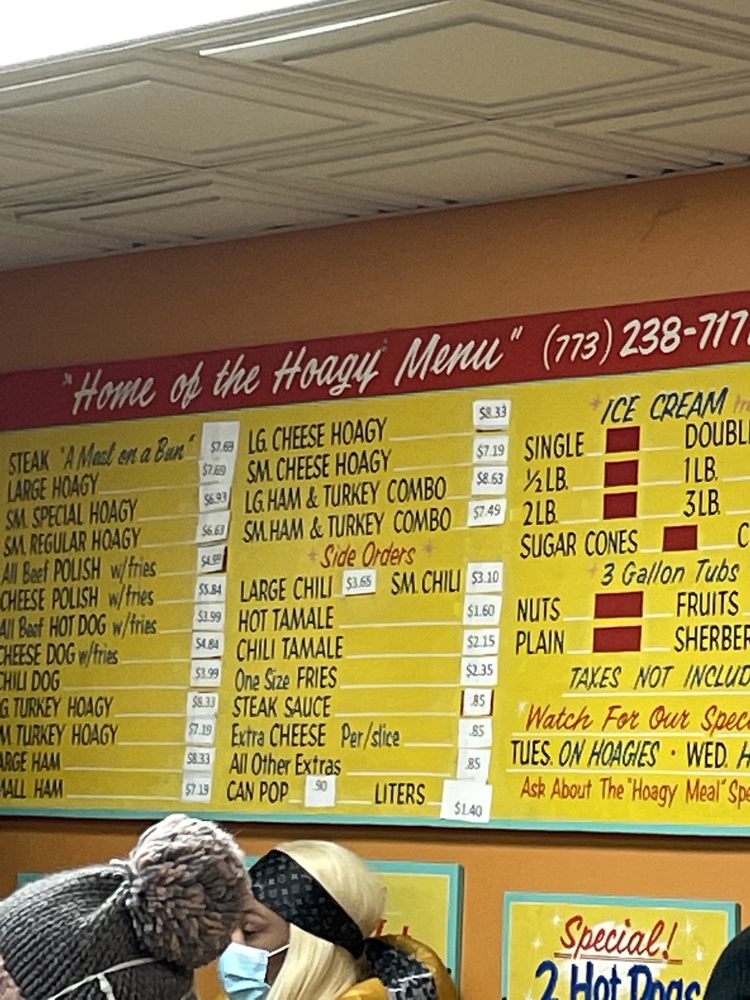 "Home of the Hoagy" Menu" (773) 238-717
STEAK "A Meal on a Bun" $7.69
LARGE HOAGY $7.69
SM. SPECIAL HOAGY $6.93
SM. REGULAR HOAGY $6.63
All Beef POLISH w/fries
CHEESE POLISH w/fries $5.84
All Beef HOT DOG w/fries $3.99
CHEESE DOG w/fries $4.84
CHILI DOG $3.99
G. TURKEY HOAGY $8.33
M TURKEY HOAGY $7.19
ARGE HAM $8.33
MALL HAM $7.19
LG. CHEESE HOAGY $8.33
SM. CHEESE HOAGY $7.19
LG. HAM & TURKEY COMBO $8.63
SM. HAM & TURKEY COMBO $7.49
Side Orders
LARGE CHILI $3.65 SM. CHILI $3.10
HOT TAMALE $1.60
CHILI TAMALE $2.15
One Size FRIES $2.35
STEAK SAUCE .85
Extra CHEESE Per/slice .85
All Other Extras .85
CAN POP .90 LITERS $1.40
ICE CREAM
SINGLE DOUBL
½ LB. 1 LB.
2 LB. 3 LB.
SUGAR CONES C
3 Gallon Tubs
NUTS FRUITS
PLAIN SHERBER
TAXES NOT INCLUD
Watch For Our Spec
TUES. ON HOAGIES · WED. H
Ask About The "Hoagy Meal" Spe
Special!
2 Hot Dogs